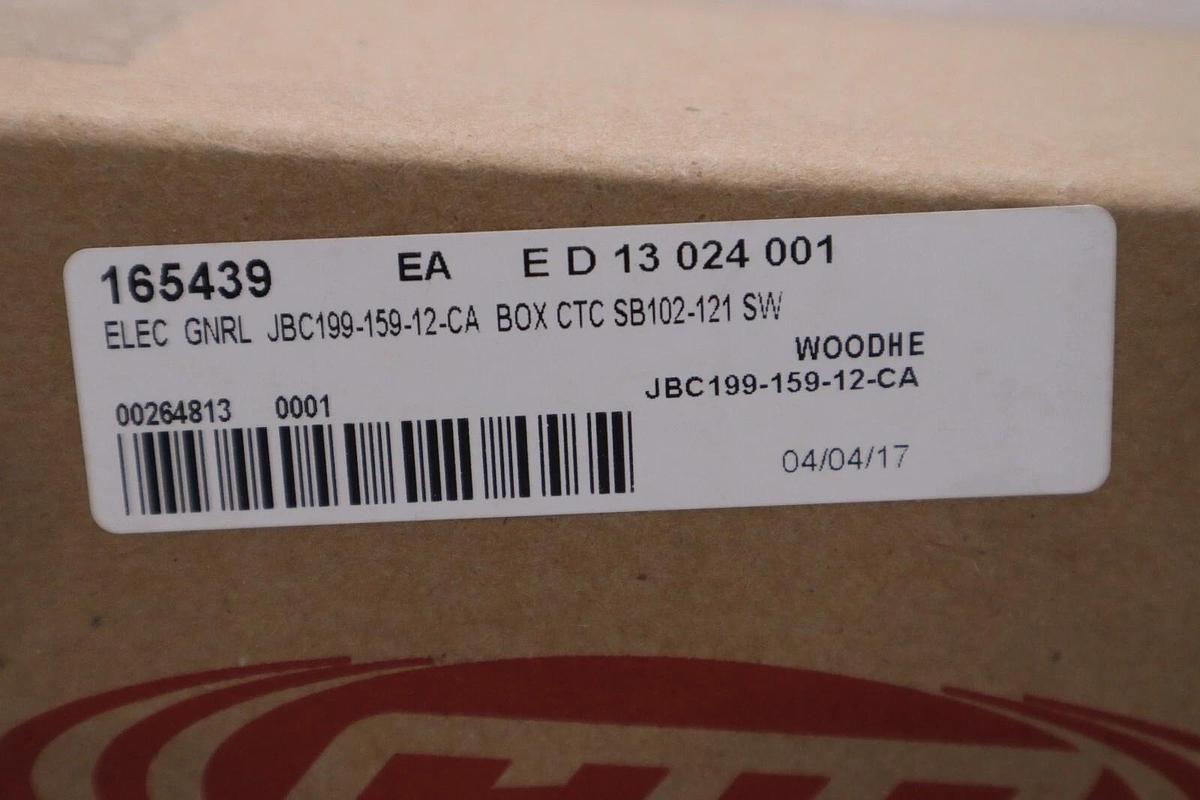 165439 EA E D 13 024 001
ELEC GNRL JBC199-159-12-CA BOX CTC SB102-121 SW
WOODHE
JBC199-159-12-CA
00264813 0001
04/04/17